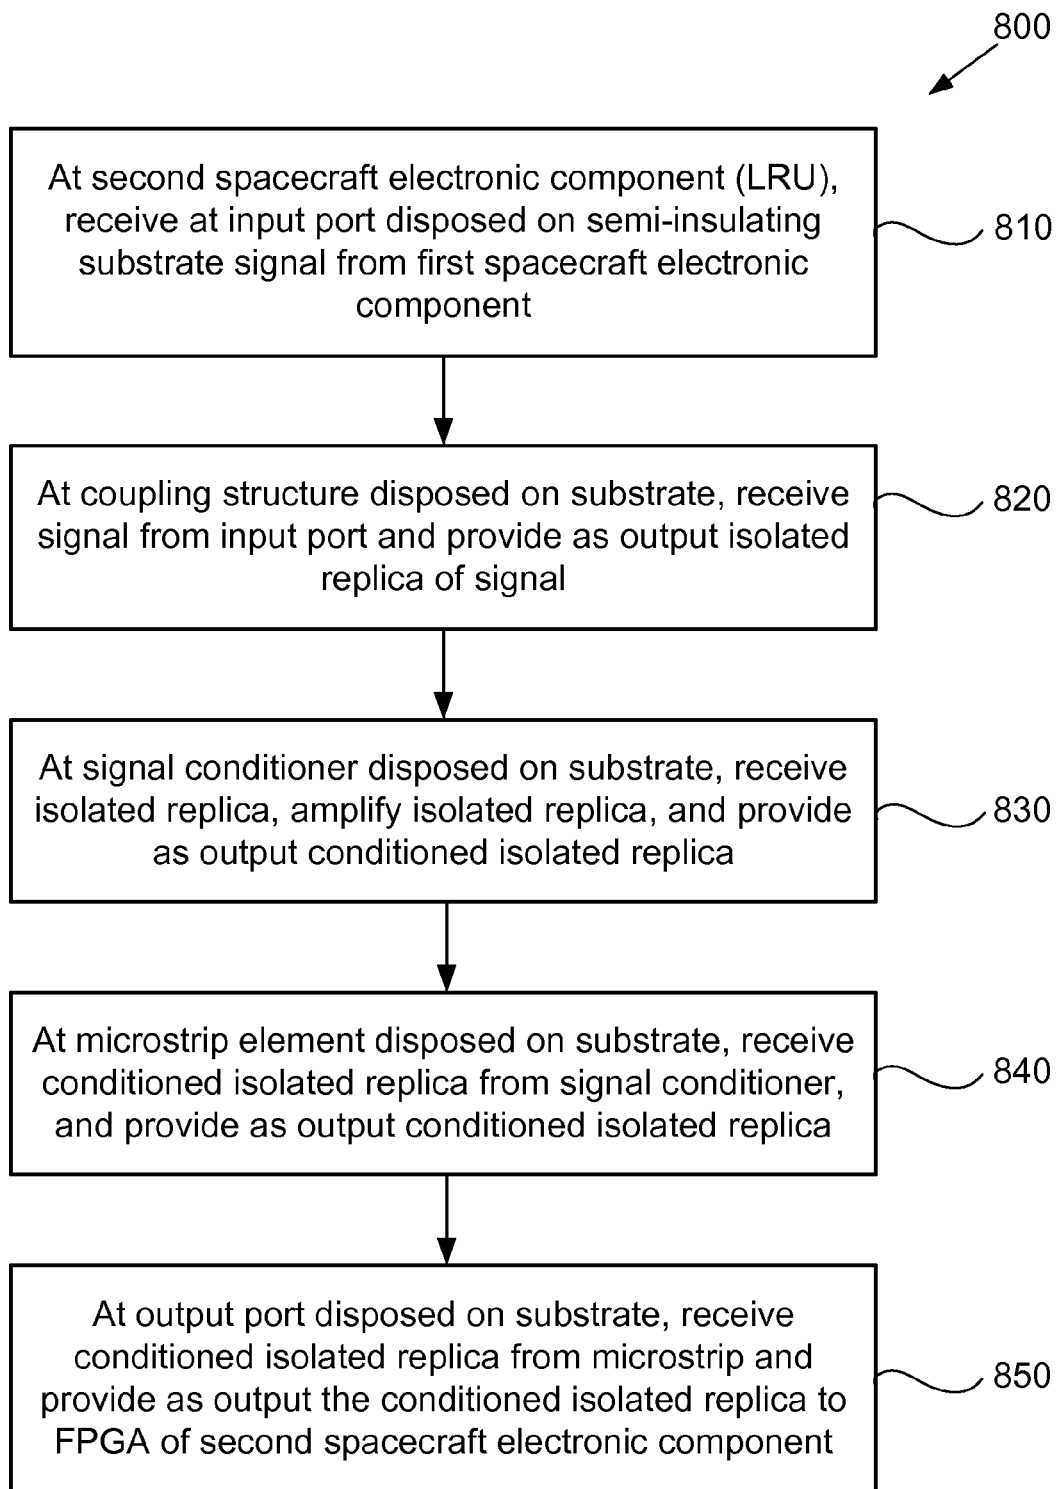 800
At second spacecraft electronic component (LRU),
receive at input port disposed on semi-insulating
substrate signal from first spacecraft electronic
component
810
At coupling structure disposed on substrate, receive
signal from input port and provide as output isolated
replica of signal
820
At signal conditioner disposed on substrate, receive
isolated replica, amplify isolated replica, and provide
as output conditioned isolated replica
830
At microstrip element disposed on substrate, receive
conditioned isolated replica from signal conditioner,
and provide as output conditioned isolated replica
840
At output port disposed on substrate, receive
conditioned isolated replica from microstrip and
provide as output the conditioned isolated replica to
FPGA of second spacecraft electronic component
850